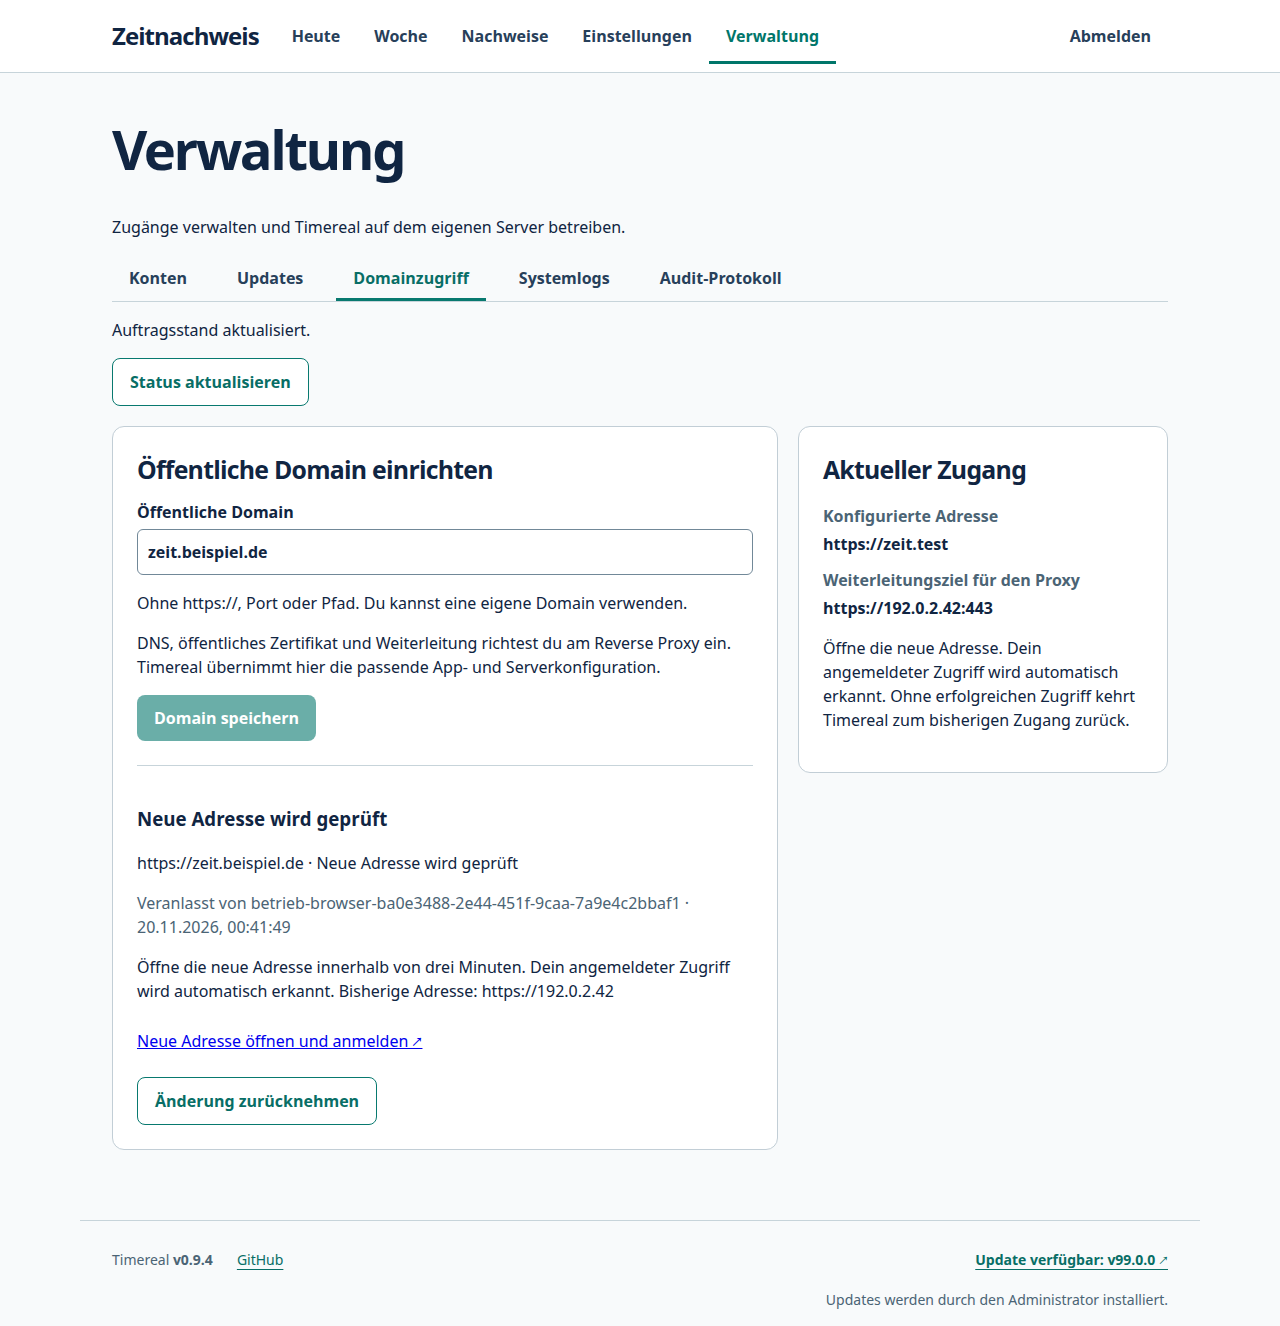 Zeitnachweis
Heute
Woche
Nachweise
Einstellungen
Verwaltung
Abmelden
Verwaltung
Zugänge verwalten und Timereal auf dem eigenen Server betreiben.
Konten
Updates
Domainzugriff
Systemlogs
Audit-Protokoll
Auftragsstand aktualisiert.
Status aktualisieren
Öffentliche Domain einrichten
Öffentliche Domain
zeit.beispiel.de
Ohne https://, Port oder Pfad. Du kannst eine eigene Domain verwenden.
DNS, öffentliches Zertifikat und Weiterleitung richtest du am Reverse Proxy ein.
Timereal übernimmt hier die passende App- und Serverkonfiguration.
Domain speichern
Neue Adresse wird geprüft
https://zeit.beispiel.de · Neue Adresse wird geprüft
Veranlasst von betrieb-browser-ba0e3488-2e44-451f-9caa-7a9e4c2bbaf1 ·
20.11.2026, 00:41:49
Öffne die neue Adresse innerhalb von drei Minuten. Dein angemeldeter Zugriff
wird automatisch erkannt. Bisherige Adresse: https://192.0.2.42
Neue Adresse öffnen und anmelden ↗
Änderung zurücknehmen
Aktueller Zugang
Konfigurierte Adresse
https://zeit.test
Weiterleitungsziel für den Proxy
https://192.0.2.42:443
Öffne die neue Adresse. Dein
angemeldeter Zugriff wird automatisch
erkannt. Ohne erfolgreichen Zugriff kehrt
Timereal zum bisherigen Zugang zurück.
Timereal v0.9.4
GitHub
Update verfügbar: v99.0.0 ↗
Updates werden durch den Administrator installiert.